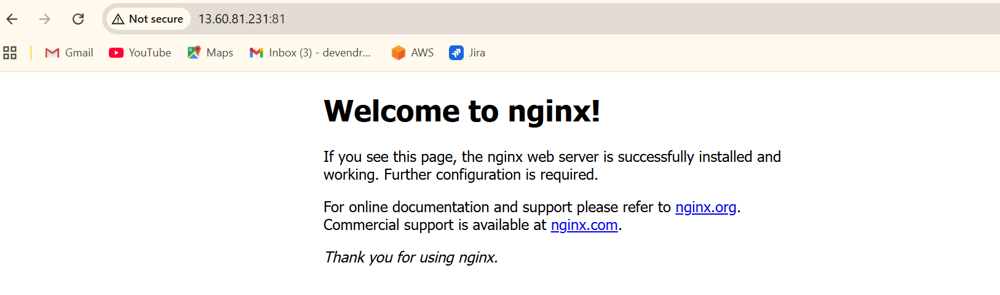 Not secure 13.60.81.231:81
Gmail YouTube Maps Inbox (3) - devendr... AWS Jira
Welcome to nginx!
If you see this page, the nginx web server is successfully installed and
working. Further configuration is required.
For online documentation and support please refer to nginx.org.
Commercial support is available at nginx.com.
Thank you for using nginx.